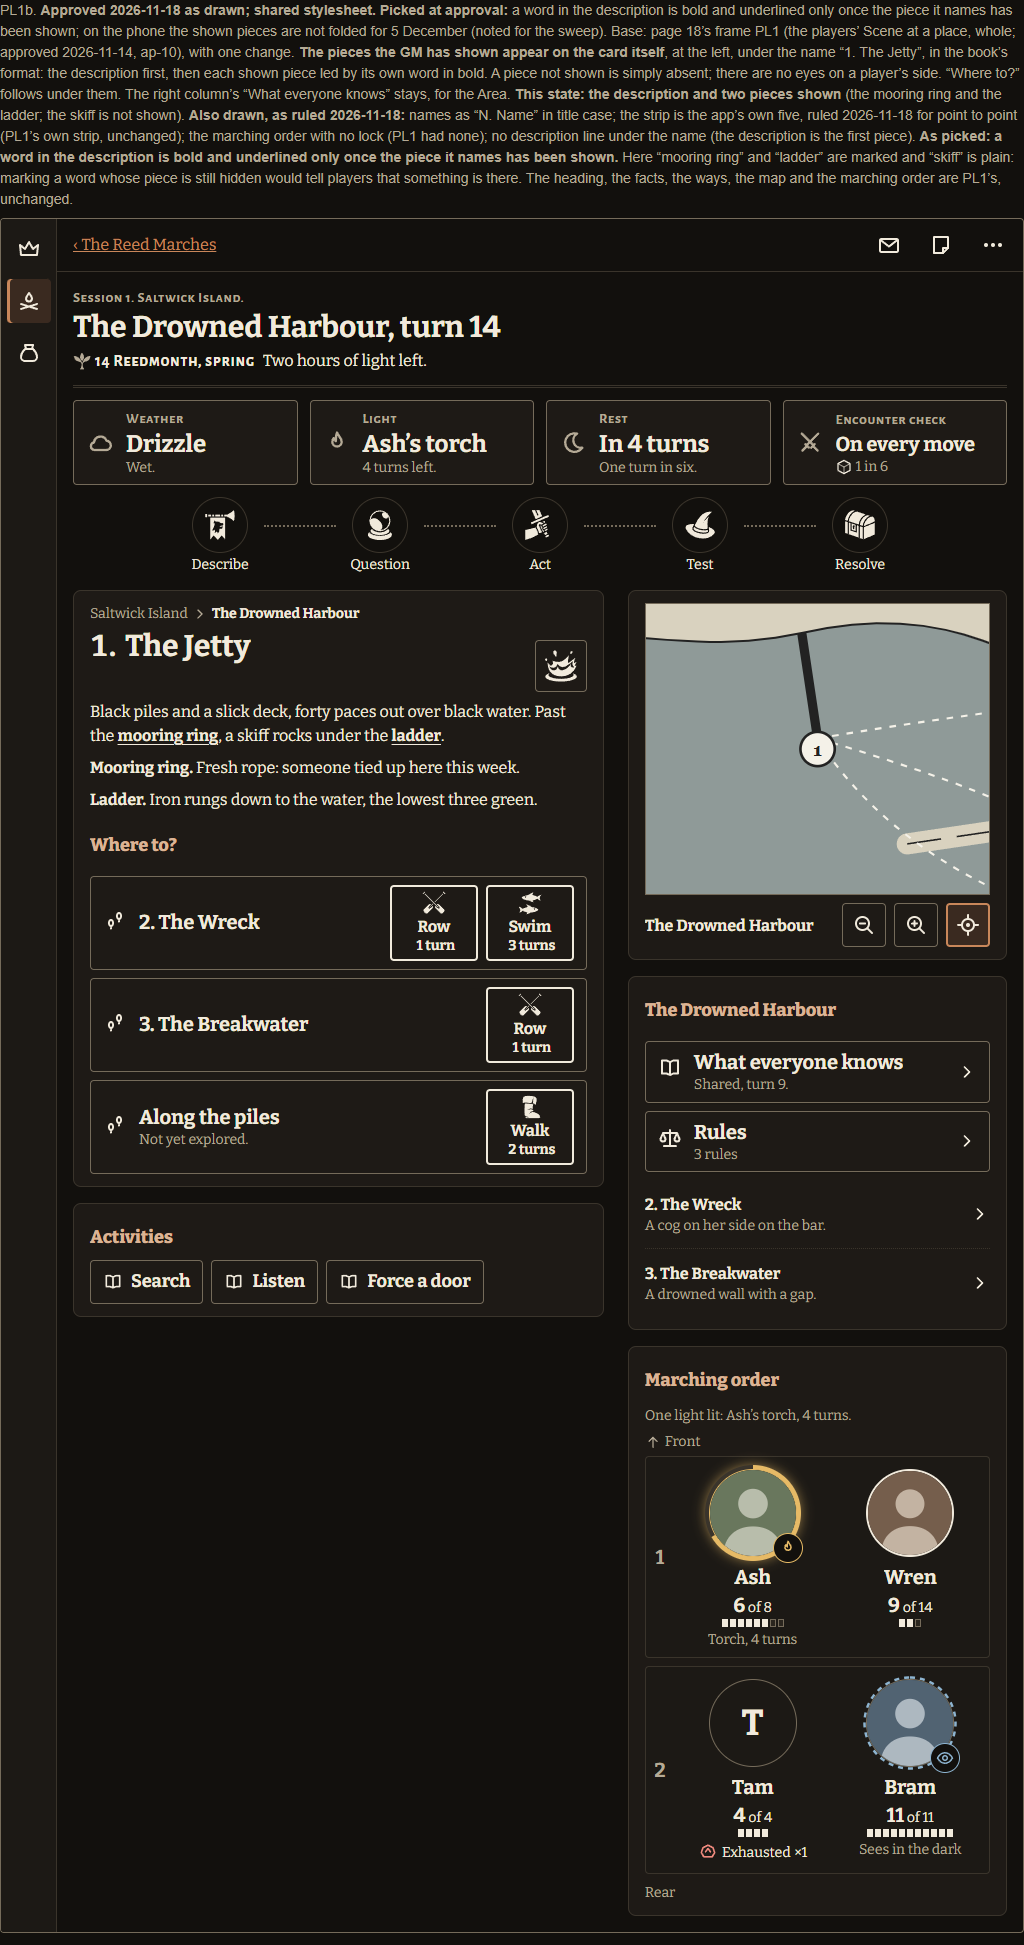 PL1b. Approved 2026-11-18 as drawn; shared stylesheet. Picked at approval: a word in the description is bold and underlined only once the piece it names has
been shown; on the phone the shown pieces are not folded for 5 December (noted for the sweep). Base: page 18's frame PL1 (the players' Scene at a place, whole;
approved 2026-11-14, ap-10), with one change. The pieces the GM has shown appear on the card itself, at the left, under the name “1. The Jetty”, in the book's
format: the description first, then each shown piece led by its own word in bold. A piece not shown is simply absent; there are no eyes on a player's side. “Where to?”
follows under them. The right column's “What everyone knows” stays, for the Area. This state: the description and two pieces shown (the mooring ring and the
ladder; the skiff is not shown). Also drawn, as ruled 2026-11-18: names as “N. Name” in title case; the strip is the app's own five, ruled 2026-11-18 for point to point
(PL1's own strip, unchanged); the marching order with no lock (PL1 had none); no description line under the name (the description is the first piece). As picked: a
word in the description is bold and underlined only once the piece it names has been shown. Here “mooring ring” and “ladder” are marked and “skiff” is plain:
marking a word whose piece is still hidden would tell players that something is there. The heading, the facts, the ways, the map and the marching order are PL1's,
unchanged.
‹ The Reed Marches
Session 1. Saltwick Island.
The Drowned Harbour, turn 14
14 Reedmonth, spring Two hours of light left.
Weather
Drizzle
Wet.
Light
Ash's torch
4 turns left.
Rest
In 4 turns
One turn in six.
Encounter check
On every move
1 in 6
Describe
Question
Act
Test
Resolve
Saltwick Island > The Drowned Harbour
1. The Jetty
Black piles and a slick deck, forty paces out over black water. Past
the mooring ring, a skiff rocks under the ladder.
Mooring ring. Fresh rope: someone tied up here this week.
Ladder. Iron rungs down to the water, the lowest three green.
Where to?
2. The Wreck
Row
1 turn
Swim
3 turns
3. The Breakwater
Row
1 turn
Along the piles
Not yet explored.
Walk
2 turns
Activities
Search
Listen
Force a door
1
The Drowned Harbour
The Drowned Harbour
What everyone knows
Shared, turn 9.
Rules
3 rules
2. The Wreck
A cog on her side on the bar.
3. The Breakwater
A drowned wall with a gap.
Marching order
One light lit: Ash's torch, 4 turns.
↑ Front
1
Ash
6 of 8
Torch, 4 turns
Wren
9 of 14
2
T
Tam
4 of 4
Exhausted ×1
Bram
11 of 11
Sees in the dark
Rear